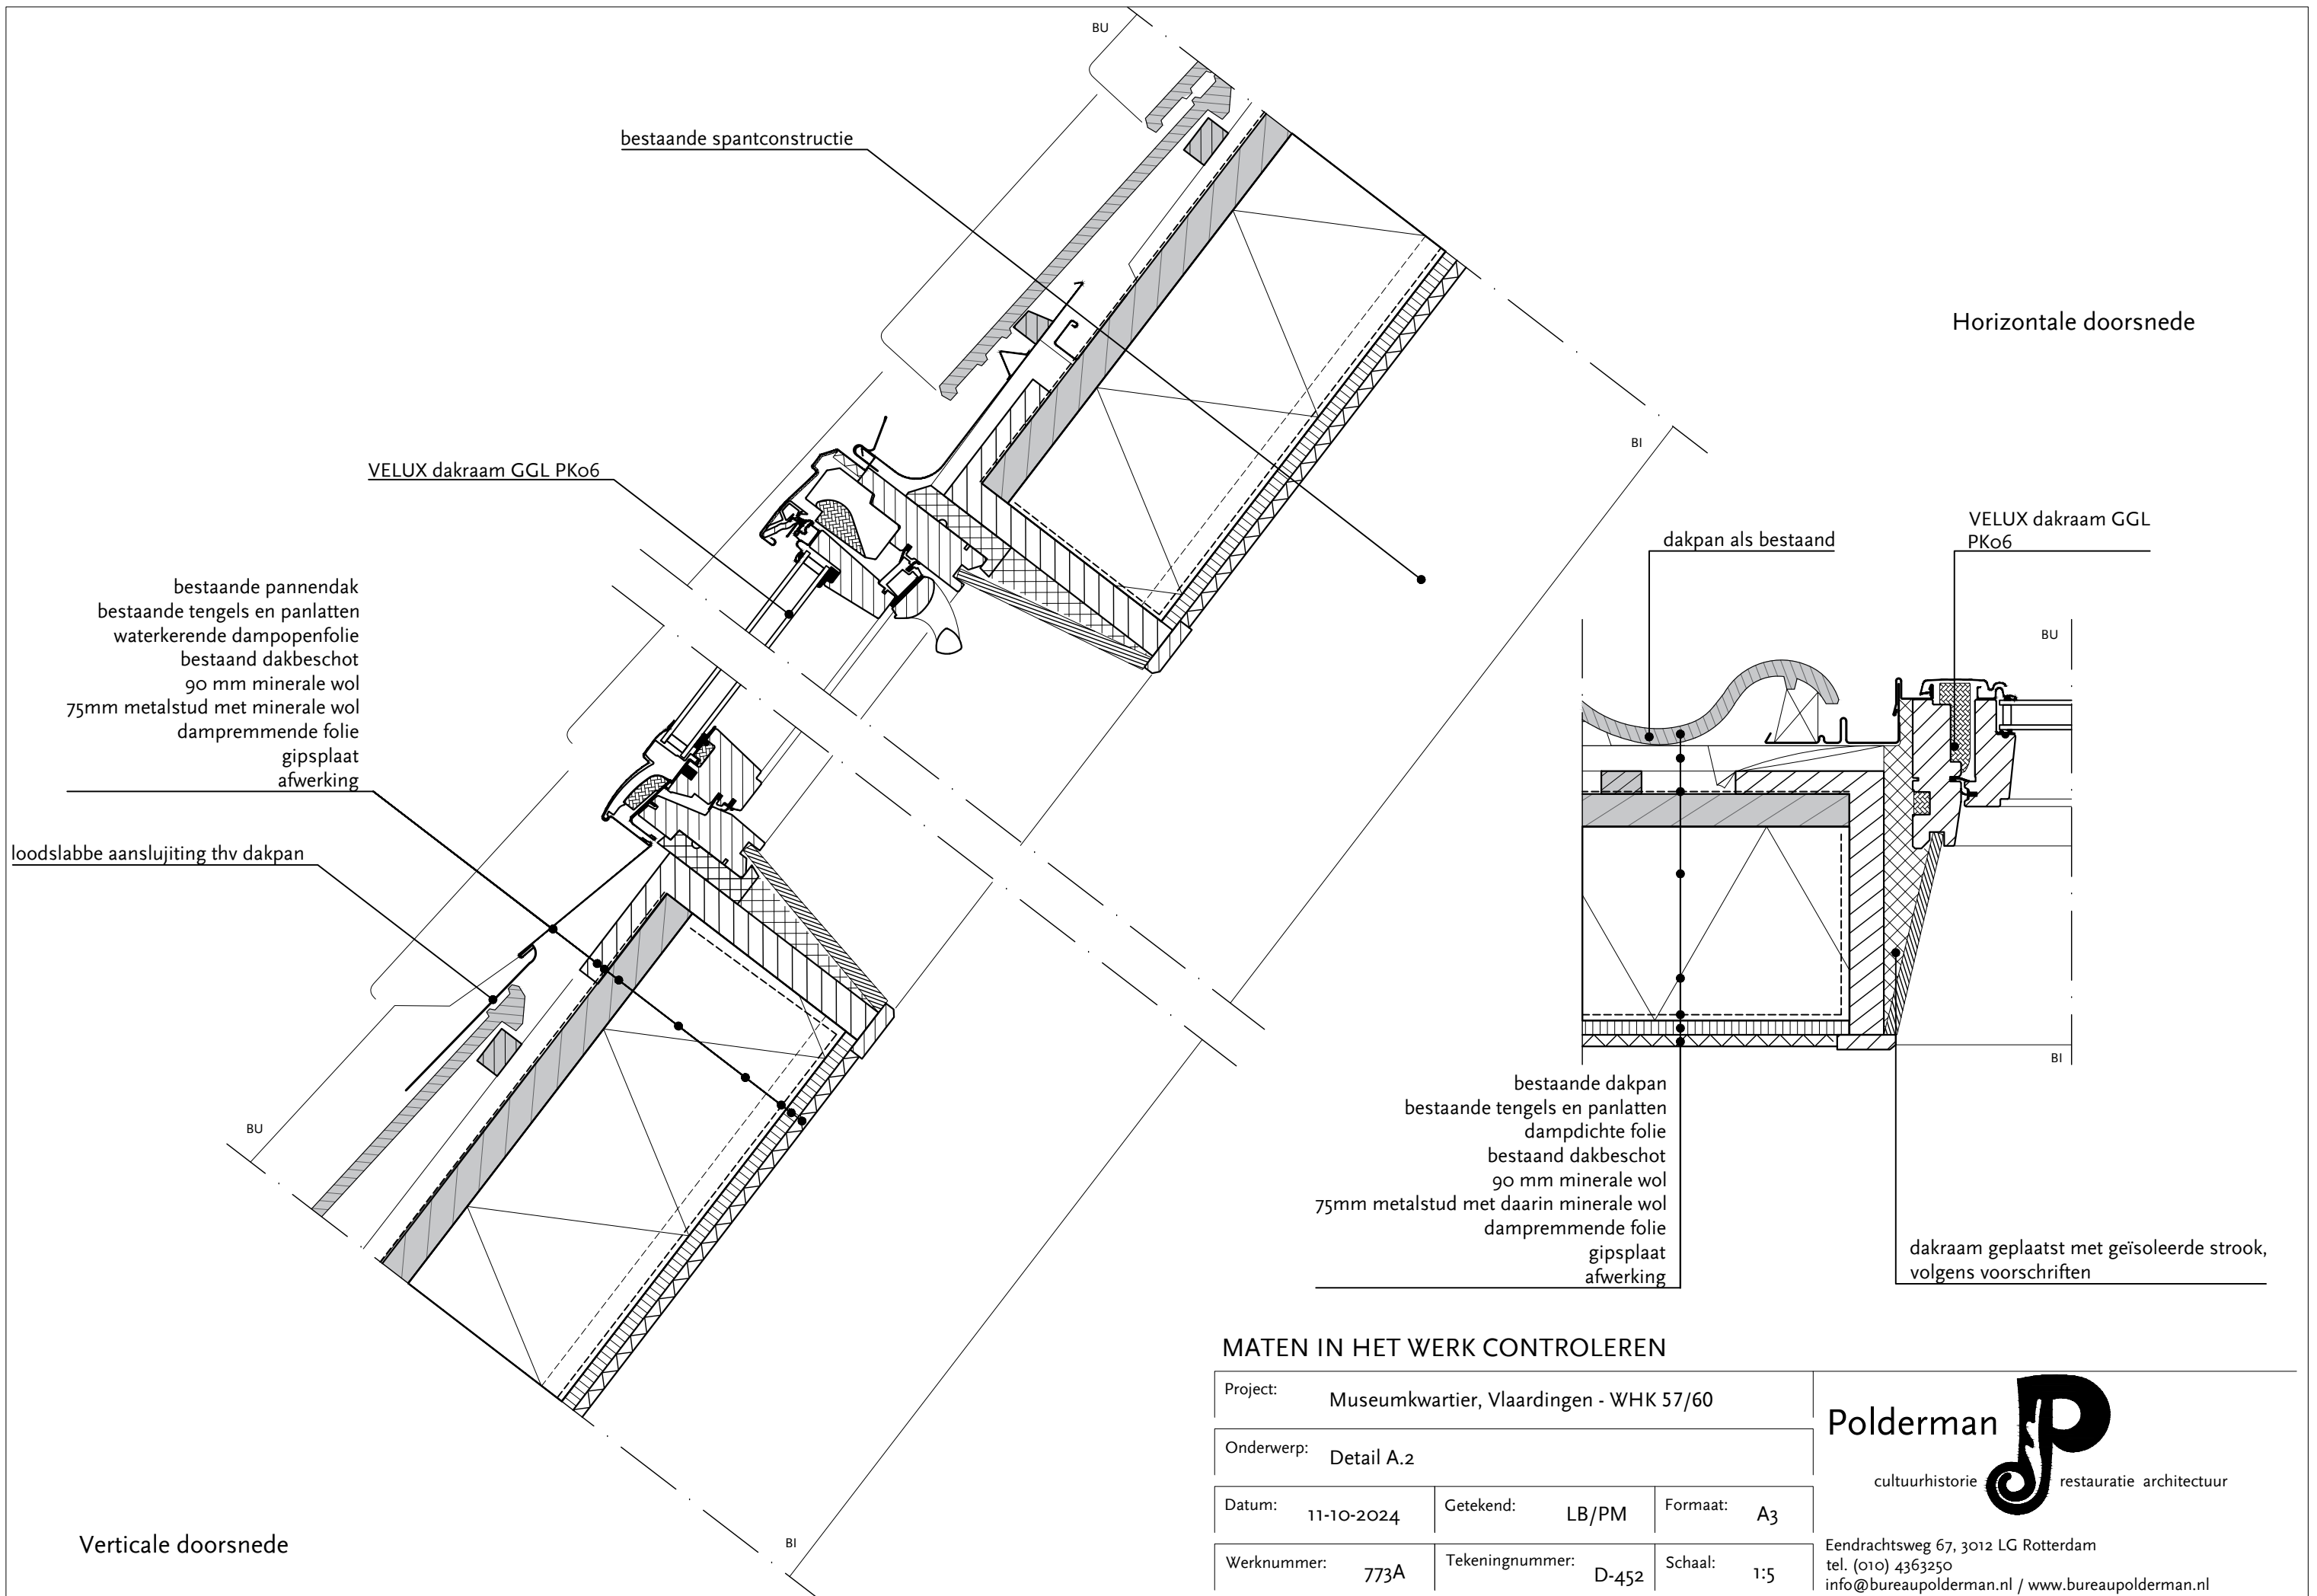 BU
bestaande spantconstructie
Horizontale doorsnede
BI
VELUX dakraam GGL PK06
dakpan als bestaand
VELUX dakraam GGL
PK06
BU
bestaande pannendak
bestaande tengels en panlatten
waterkerende dampopenfolie
bestaand dakbeschot
90 mm minerale wol
75mm metalstud met minerale wol
dampremmende folie
gipsplaat
afwerking
loodslabbe aanslujiting thv dakpan
BU
BI
bestaande dakpan
bestaande tengels en panlatten
dampdichte folie
bestaand dakbeschot
90 mm minerale wol
75mm metalstud met daarin minerale wol
dampremmende folie
gipsplaat
afwerking
dakraam geplaatst met geïsoleerde strook,
volgens voorschriften
Verticale doorsnede
BI
MATEN IN HET WERK CONTROLEREN
Project: Museumkwartier, Vlaardingen - WHK 57/60
Onderwerp: Detail A.2
Datum: 11-10-2024 Getekend: LB/PM Formaat: A3
Werknummer: 773A Tekeningnummer: D-452 Schaal: 1:5
Polderman
cultuurhistorie restauratie architectuur
Eendrachtsweg 67, 3012 LG Rotterdam
tel. (010) 4363250
info@bureaupolderman.nl / www.bureaupolderman.nl